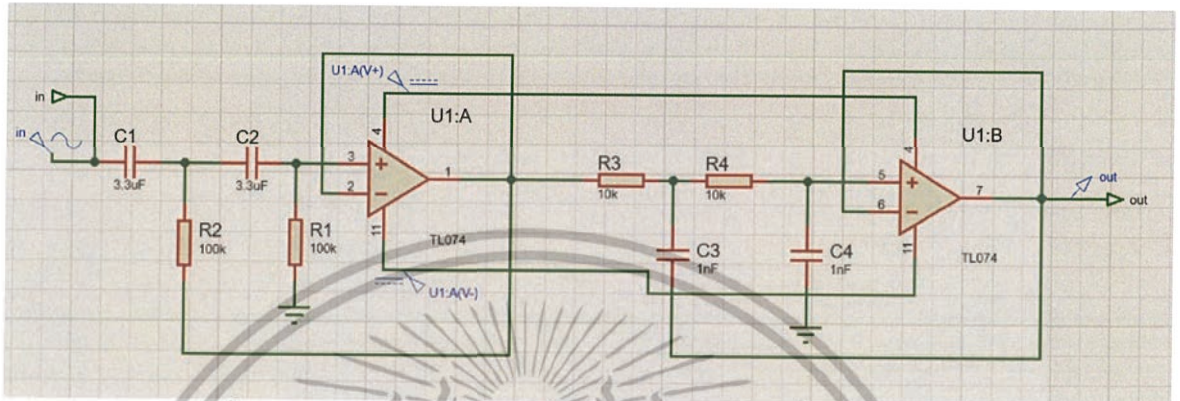 U1:A(V+)
in
in
C1
3.3uF
C2
3.3uF
3
2
4
11
1
U1:A
TL074
U1:A(V-)
R2
100k
R1
100k
R3
10k
R4
10k
C3
1nF
C4
1nF
5
6
4
11
7
U1:B
TL074
out
out